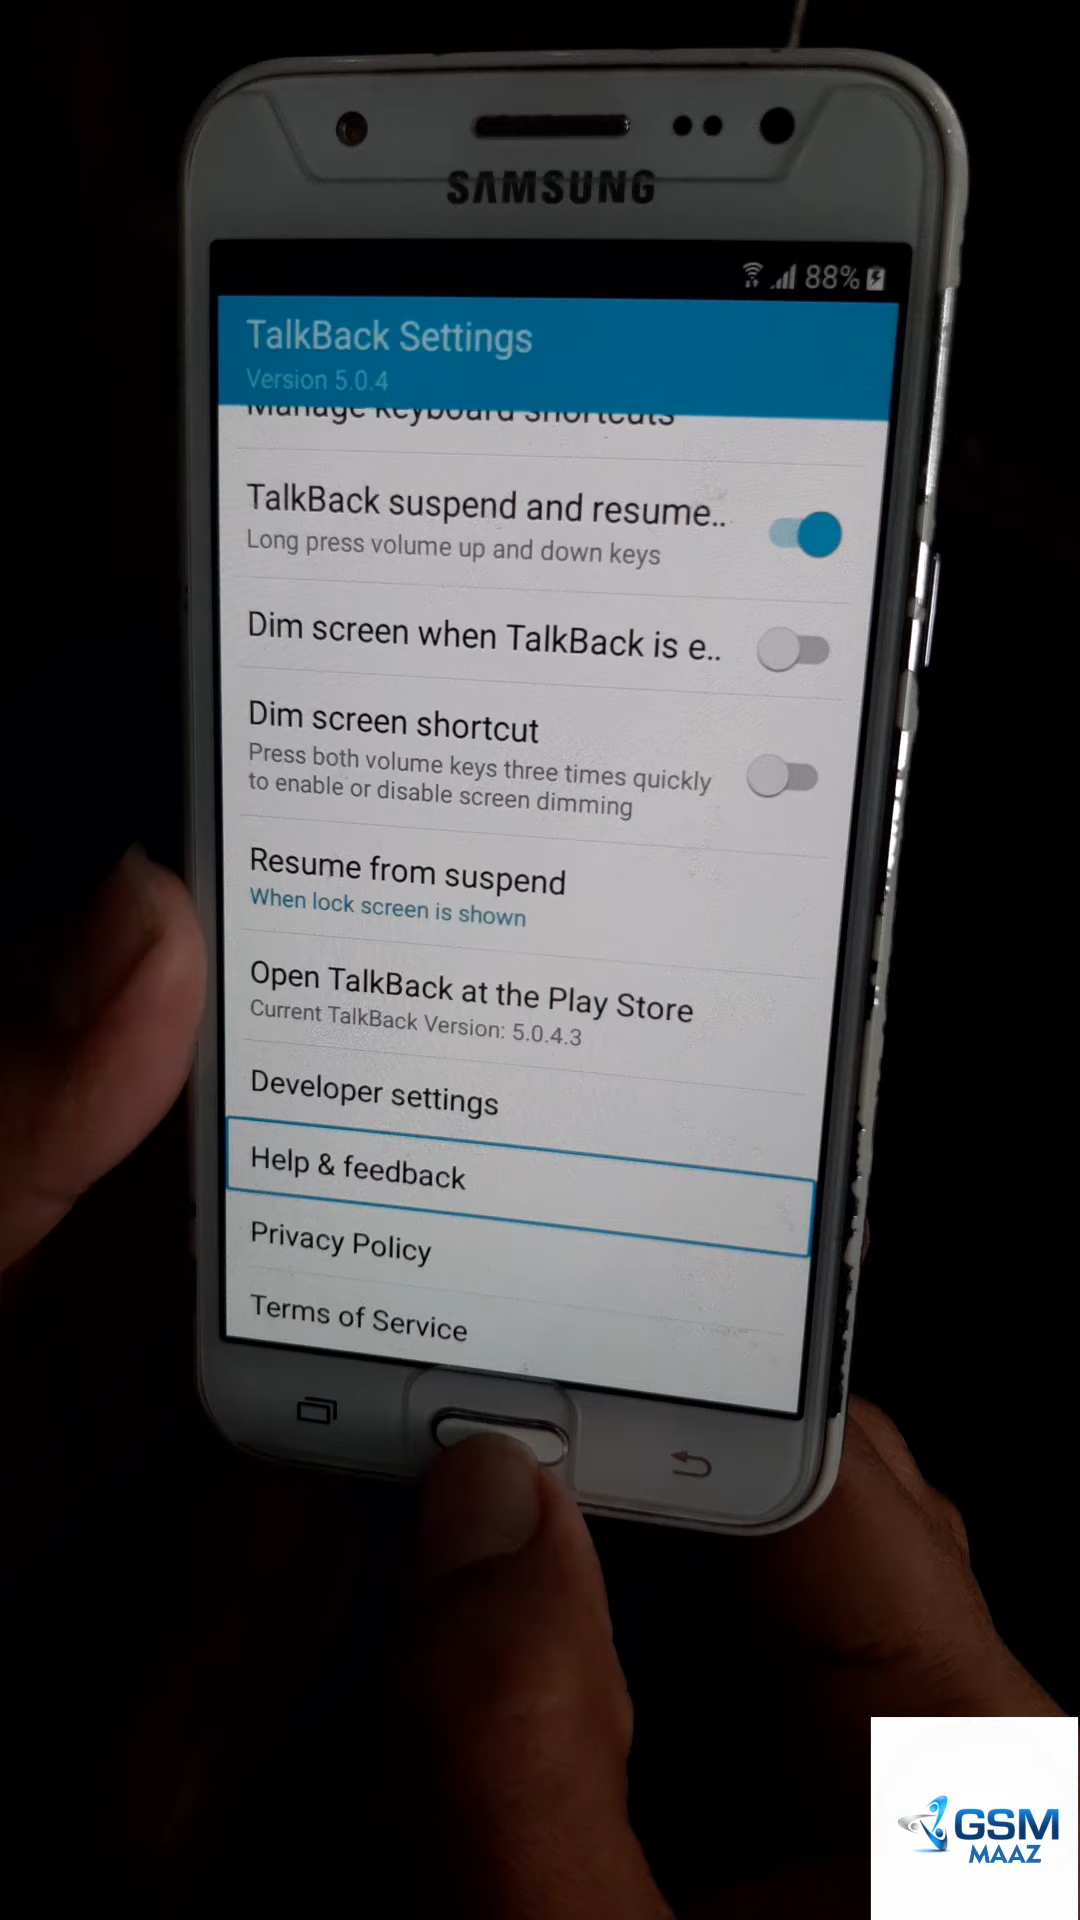 SAMSUNG
88%
TalkBack Settings
Version 5.0.4
Manage keyboard shortcuts
TalkBack suspend and resume..
Long press volume up and down keys
Dim screen when TalkBack is e..
Dim screen shortcut
Press both volume keys three times quickly
to enable or disable screen dimming
Resume from suspend
When lock screen is shown
Open TalkBack at the Play Store
Current TalkBack Version: 5.0.4.3
Developer settings
Help & feedback
Privacy Policy
Terms of Service
GSM
MAAZ